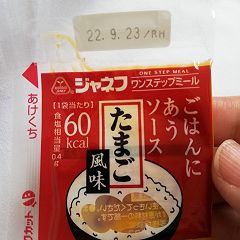 22.9.23/RH
ジャネフ
ワンステップミール
ONE STEP MEAL
あけくち
【1袋当たり】
60
kcal
食塩相当量0.4g
ごはんに
あう
ソース
たまご
風味